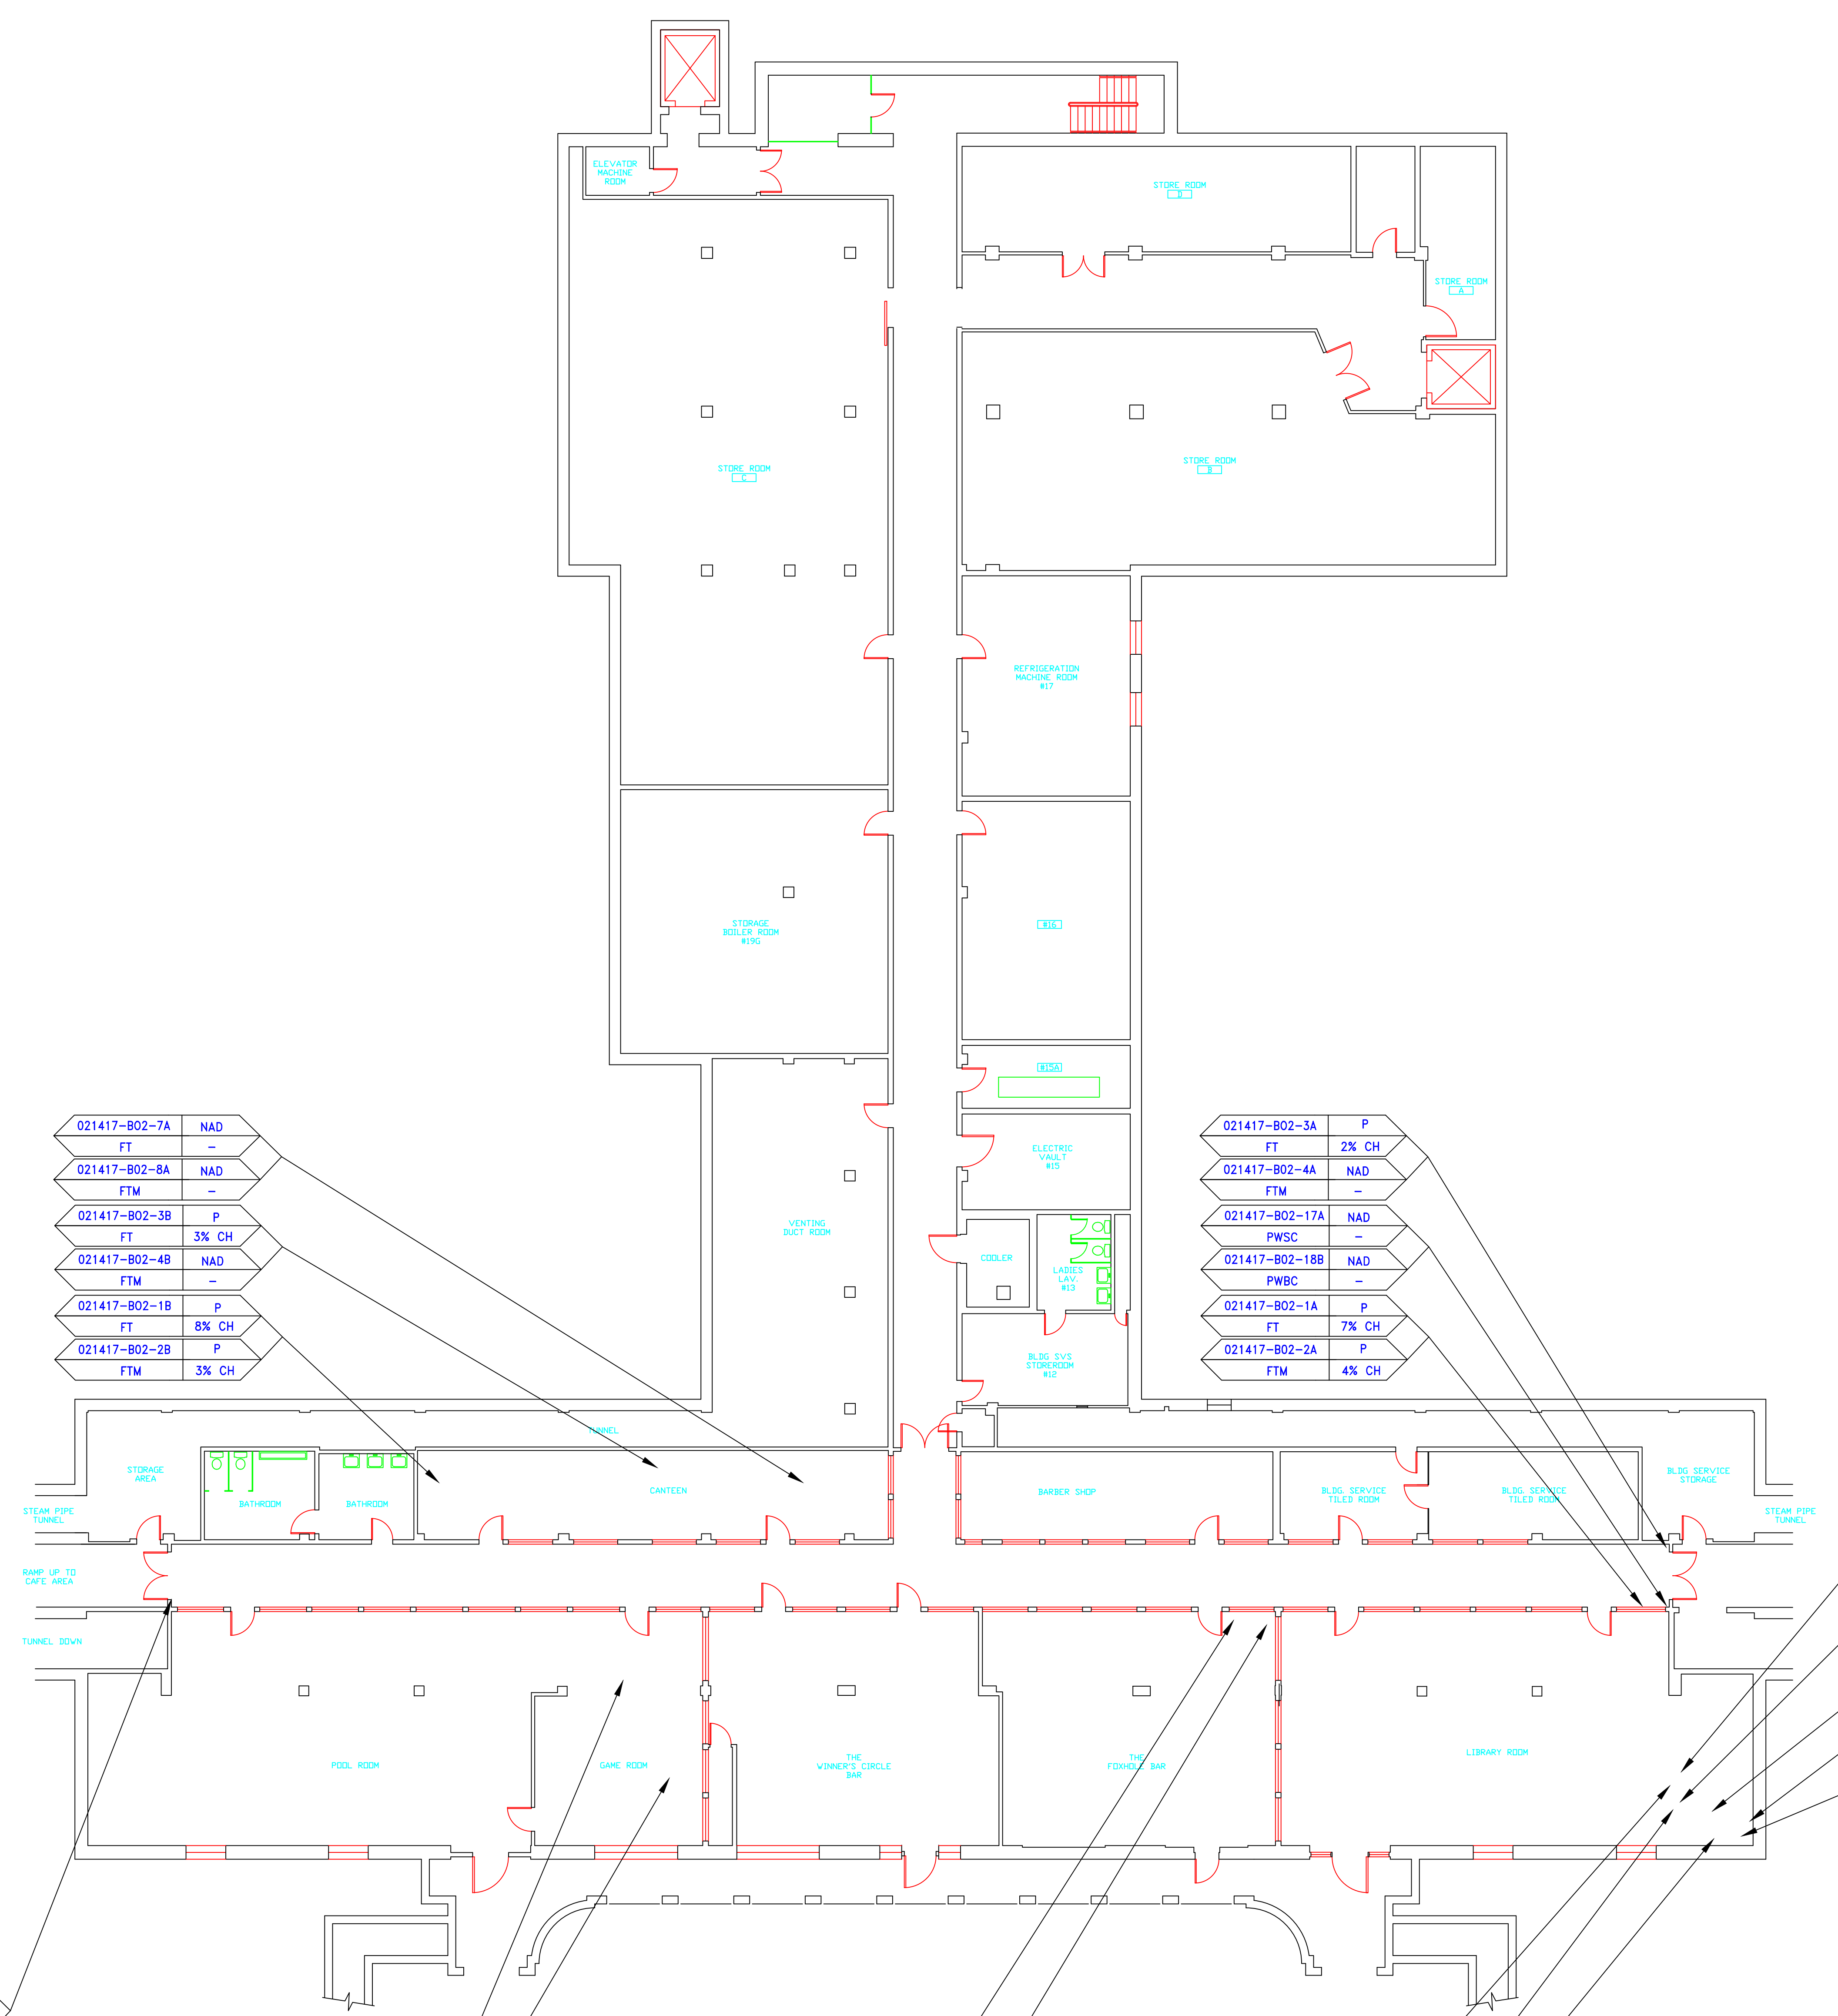 ELEVATOR
MACHINE
ROOM
STORE ROOM
D
STORE ROOM
A
STORE ROOM
C
STORE ROOM
B
REFRIGERATION
MACHINE ROOM
#17
STORAGE
BOILER ROOM
#19G
#16
#15A
ELECTRIC
VAULT
#15
VENTING
DUCT ROOM
COOLER
LADIES
LAV.
#13
BLDG SVS
STOREROOM
#12
021417-B02-7A NAD
FT -
021417-B02-8A NAD
FTM -
021417-B02-3B P
FT 3% CH
021417-B02-4B NAD
FTM -
021417-B02-1B P
FT 8% CH
021417-B02-2B P
FTM 3% CH
021417-B02-3A P
FT 2% CH
021417-B02-4A NAD
FTM -
021417-B02-17A NAD
PWSC -
021417-B02-18B NAD
PWBC -
021417-B02-1A P
FT 7% CH
021417-B02-2A P
FTM 4% CH
TUNNEL
STORAGE
AREA
STEAM PIPE
TUNNEL
BATHROOM
BATHROOM
CANTEEN
BARBER SHOP
BLDG. SERVICE
TILED ROOM
BLDG. SERVICE
TILED ROOM
BLDG SERVICE
STORAGE
STEAM PIPE
TUNNEL
RAMP UP TO
CAFE AREA
TUNNEL DOWN
POOL ROOM
GAME ROOM
THE
WINNER'S CIRCLE
BAR
THE
FOXHOLE BAR
LIBRARY ROOM